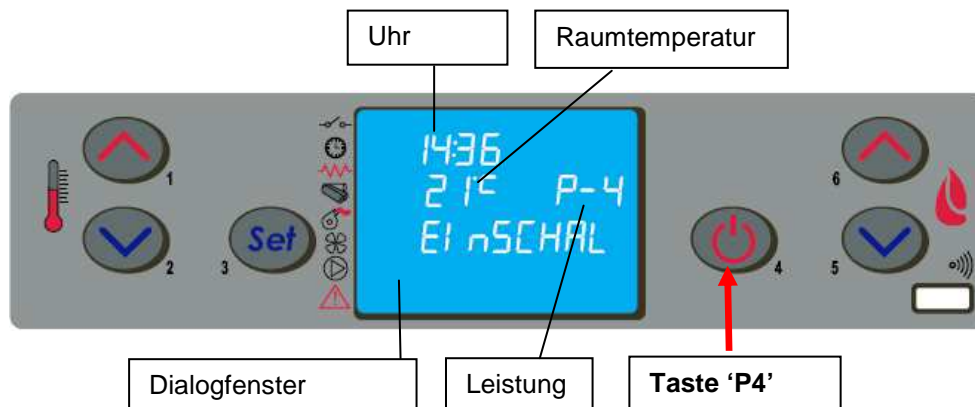 Uhr
Raumtemperatur
14:36
21°C P-4
EInSCHAL
1
2
Set
3
4
5
6
Dialogfenster
Leistung
Taste ‘P4’